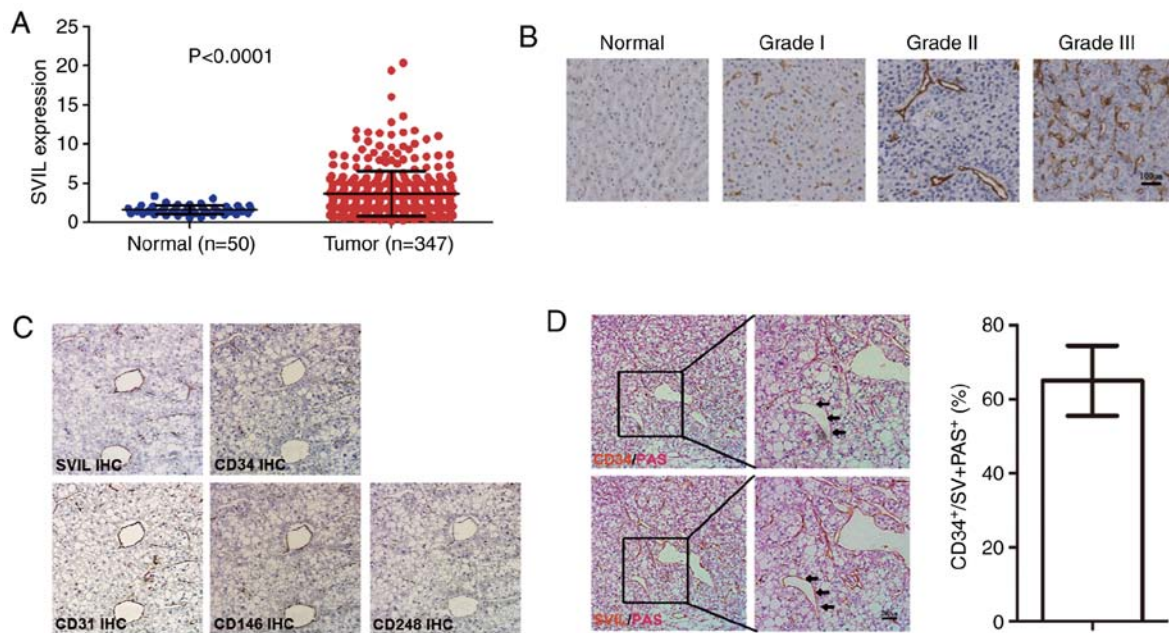 A
SVIL expression
25
20
15
10
5
0
P<0.0001
Normal (n=50)
Tumor (n=347)
B
Normal
Grade I
Grade II
Grade III
100μm
C
SVIL IHC
CD34 IHC
CD31 IHC
CD146 IHC
CD248 IHC
D
CD34/PAS
SVIL/PAS
CD34⁺/SV+PAS⁺ (%)
80
60
40
20
0